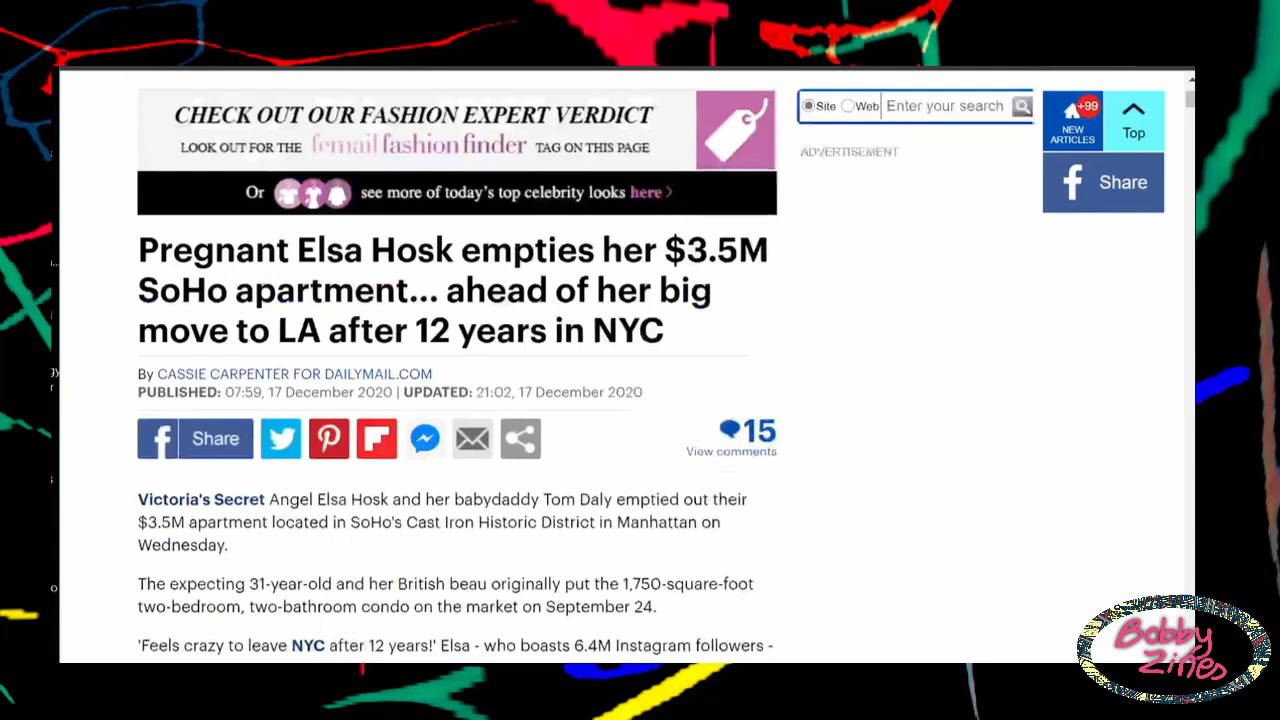 CHECK OUT OUR FASHION EXPERT VERDICT
LOOK OUT FOR THE femail fashion finder TAG ON THIS PAGE
Or see more of today's top celebrity looks here >
Site Web Enter your search
ADVERTISEMENT
+99
NEW
ARTICLES
Top
Share
Pregnant Elsa Hosk empties her $3.5M
SoHo apartment... ahead of her big
move to LA after 12 years in NYC
By CASSIE CARPENTER FOR DAILYMAIL.COM
PUBLISHED: 07:59, 17 December 2020 | UPDATED: 21:02, 17 December 2020
Share
15
View comments
Victoria's Secret Angel Elsa Hosk and her babydaddy Tom Daly emptied out their
$3.5M apartment located in SoHo's Cast Iron Historic District in Manhattan on
Wednesday.
The expecting 31-year-old and her British beau originally put the 1,750-square-foot
two-bedroom, two-bathroom condo on the market on September 24.
'Feels crazy to leave NYC after 12 years!' Elsa - who boasts 6.4M Instagram followers -
Bobby
Zines